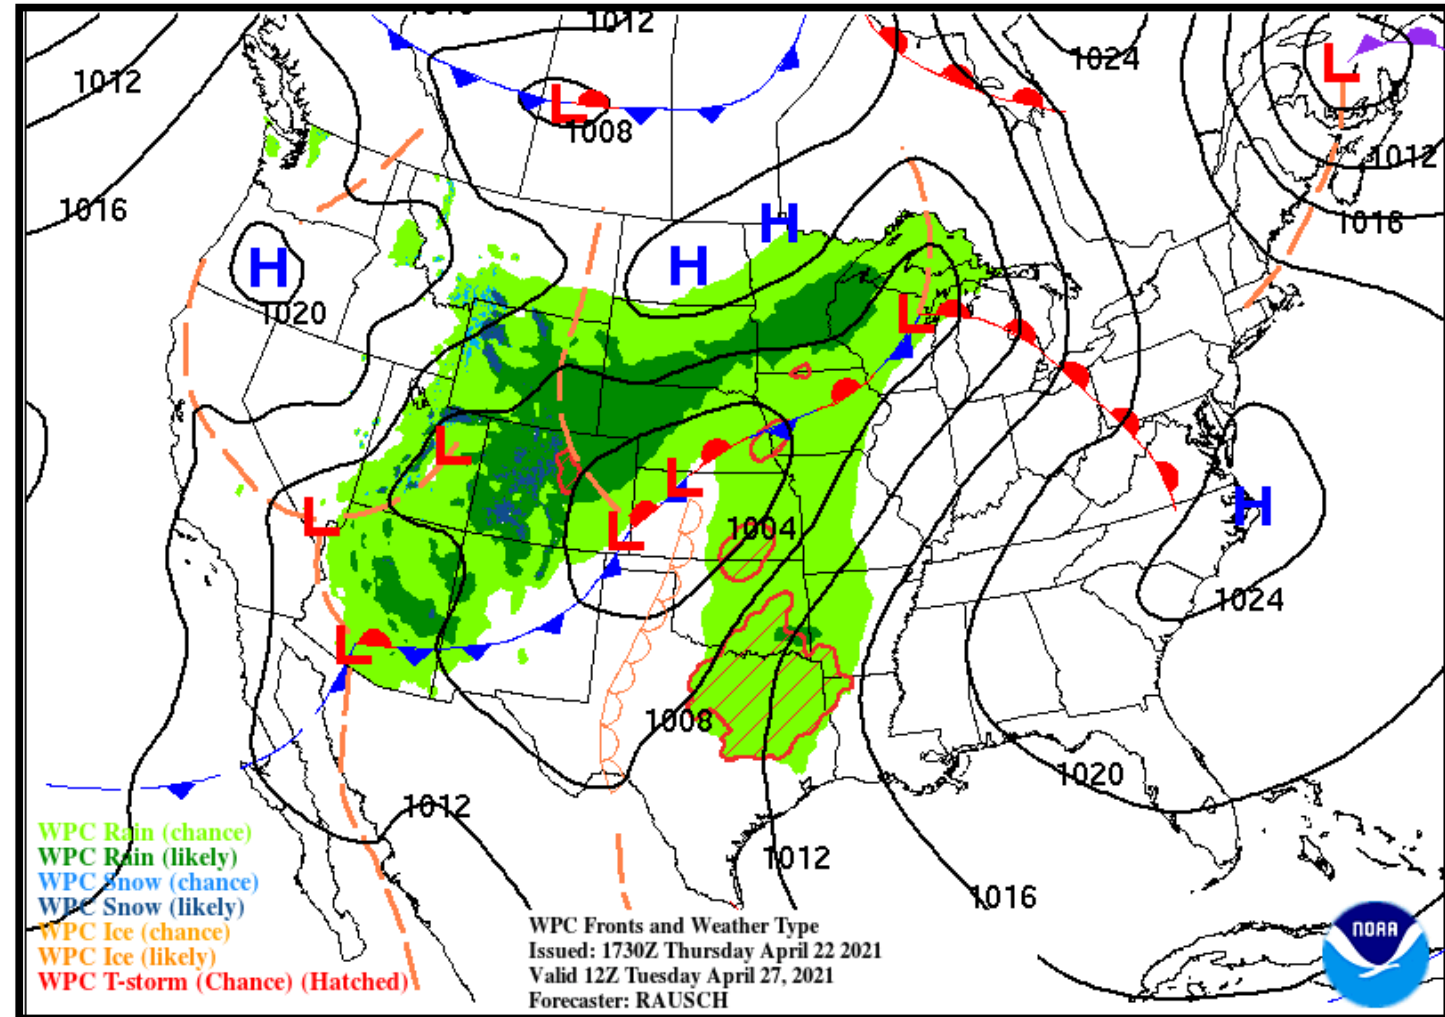 1012
1024
1012
1008
1012
1016
1016
H
H
H
L
L
1020
L
L
L
L
L
L
L
H
1004
1024
1008
1020
1012
1012
1016
WPC Rain (chance)
WPC Rain (likely)
WPC Snow (chance)
WPC Snow (likely)
WPC Ice (chance)
WPC Ice (likely)
WPC T-storm (Chance) (Hatched)
WPC Fronts and Weather Type
Issued: 1730Z Thursday April 22 2021
Valid 12Z Tuesday April 27, 2021
Forecaster: RAUSCH
NOAA